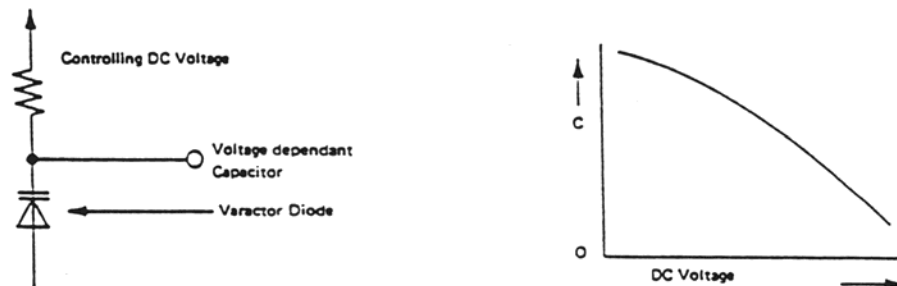 Controlling DC Voltage
Voltage dependant
Capacitor
Varactor Diode
C
O
DC Voltage